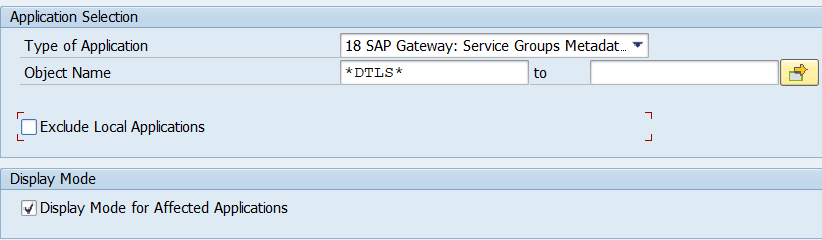 Application Selection
Type of Application 18 SAP Gateway: Service Groups Metadat...
Object Name *DTLS* to
Exclude Local Applications
Display Mode
Display Mode for Affected Applications